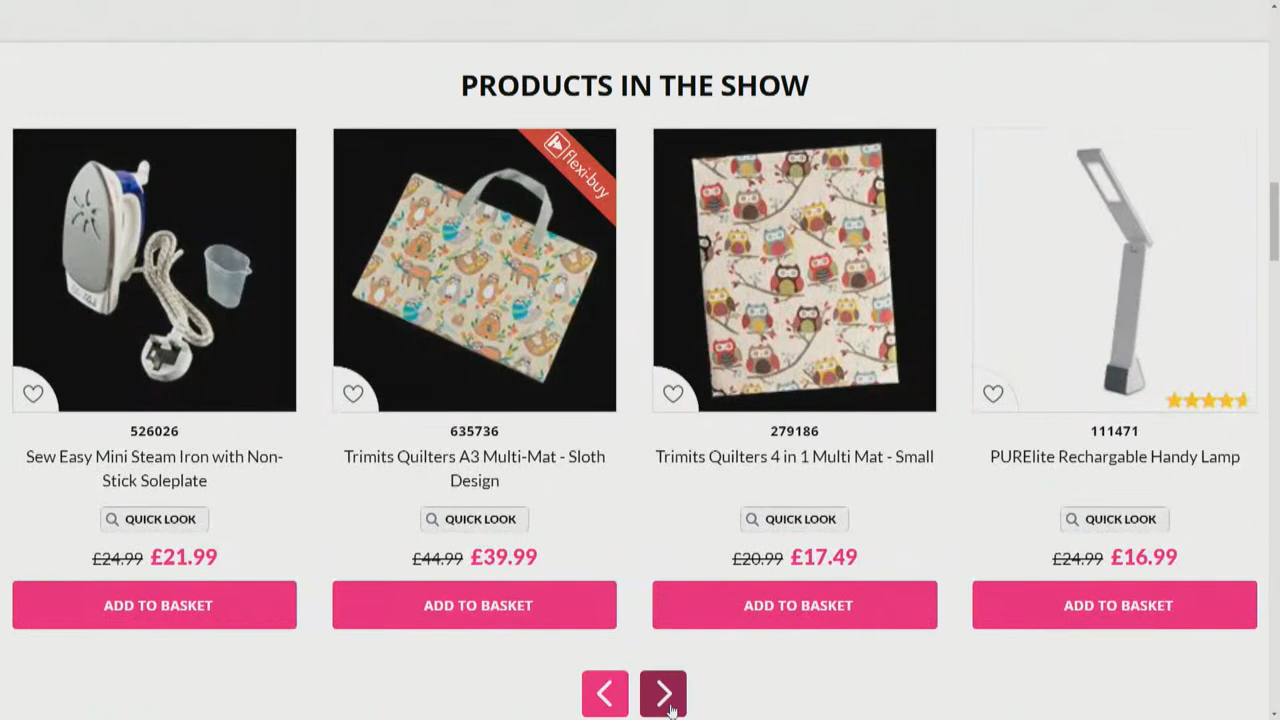 PRODUCTS IN THE SHOW
flexi-buy
526026
Sew Easy Mini Steam Iron with Non-
Stick Soleplate
QUICK LOOK
£24.99 £21.99
ADD TO BASKET
635736
Trimits Quilters A3 Multi-Mat - Sloth
Design
QUICK LOOK
£44.99 £39.99
ADD TO BASKET
279186
Trimits Quilters 4 in 1 Multi Mat - Small
QUICK LOOK
£20.99 £17.49
ADD TO BASKET
111471
PURElite Rechargable Handy Lamp
QUICK LOOK
£24.99 £16.99
ADD TO BASKET